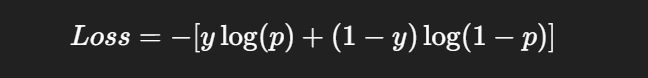 Loss = −[y log(p) + (1 − y) log(1 − p)]